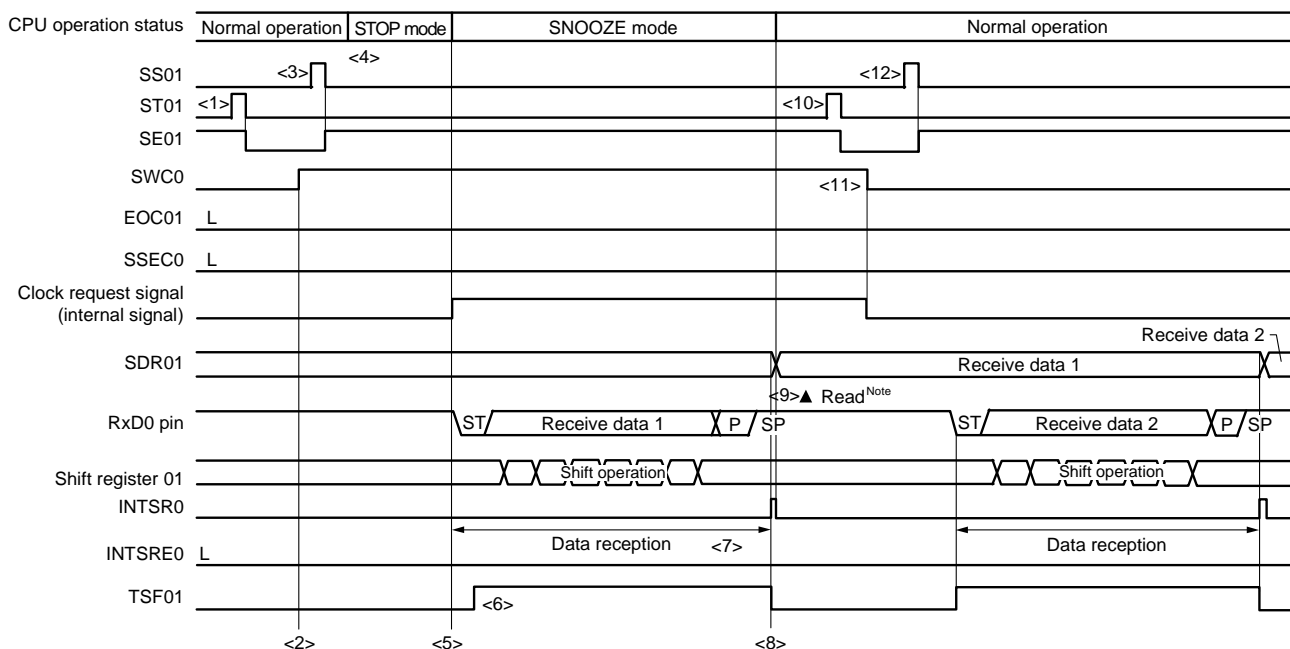 CPU operation status
Normal operation
STOP mode
SNOOZE mode
Normal operation
<4>
SS01
<3>
<12>
ST01
<1>
<10>
SE01
SWC0
<11>
EOC01
L
SSEC0
L
Clock request signal
(internal signal)
Receive data 2
SDR01
Receive data 1
<9>▲ Read Note
RxD0 pin
ST
Receive data 1
P
SP
ST
Receive data 2
P
SP
Shift register 01
Shift operation
Shift operation
INTSR0
Data reception
<7>
Data reception
INTSRE0
L
TSF01
<6>
<2>
<5>
<8>